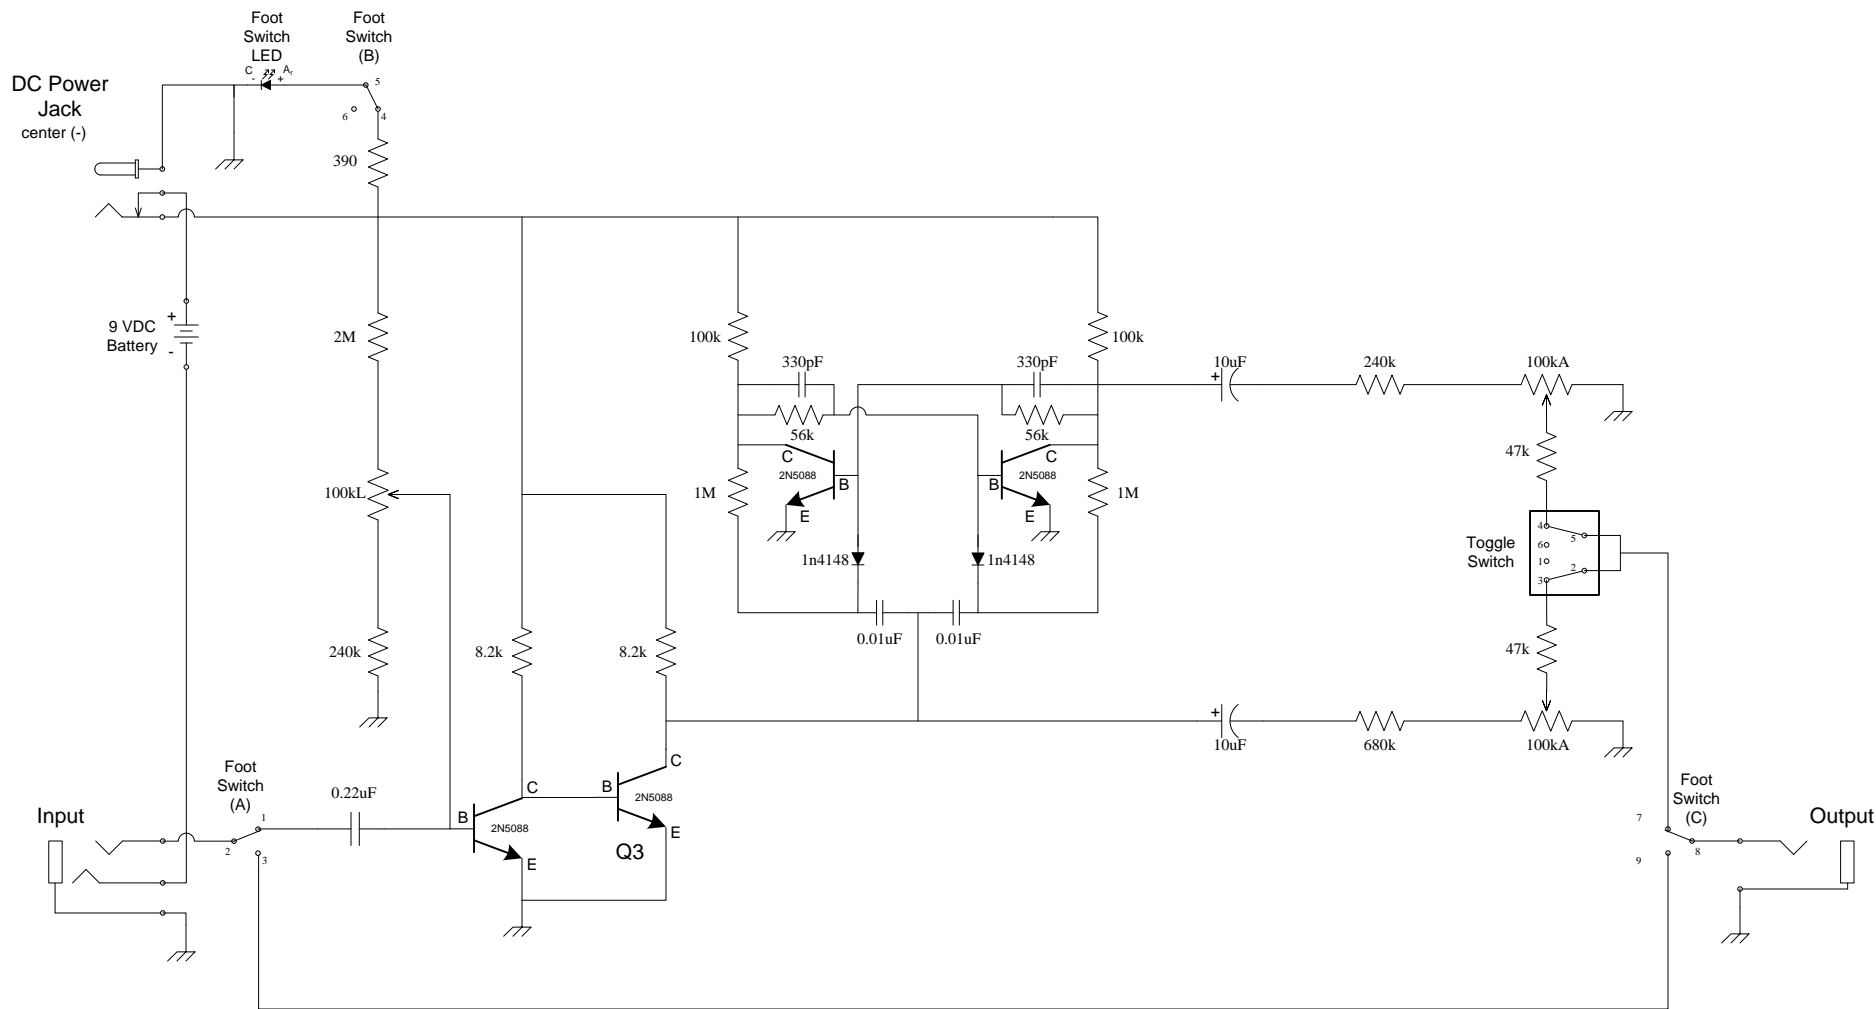 Foot
Switch
LED
Foot
Switch
(B)
C
-
+
A,
5
6
4
DC Power
Jack
center (-)
390
9 VDC
Battery
+
-
2M
100kL
240k
8.2k
8.2k
100k
100k
330pF
330pF
56k
56k
C
B
E
2N5088
C
B
E
2N5088
1M
1M
1n4148
1n4148
0.01uF
0.01uF
+
10uF
240k
100kA
47k
Toggle
Switch
4
6
1
3
5
2
47k
+
10uF
680k
100kA
Input
Foot
Switch
(A)
1
2
3
0.22uF
B
C
2N5088
E
B
C
2N5088
E
Q3
Foot
Switch
(C)
7
8
9
Output